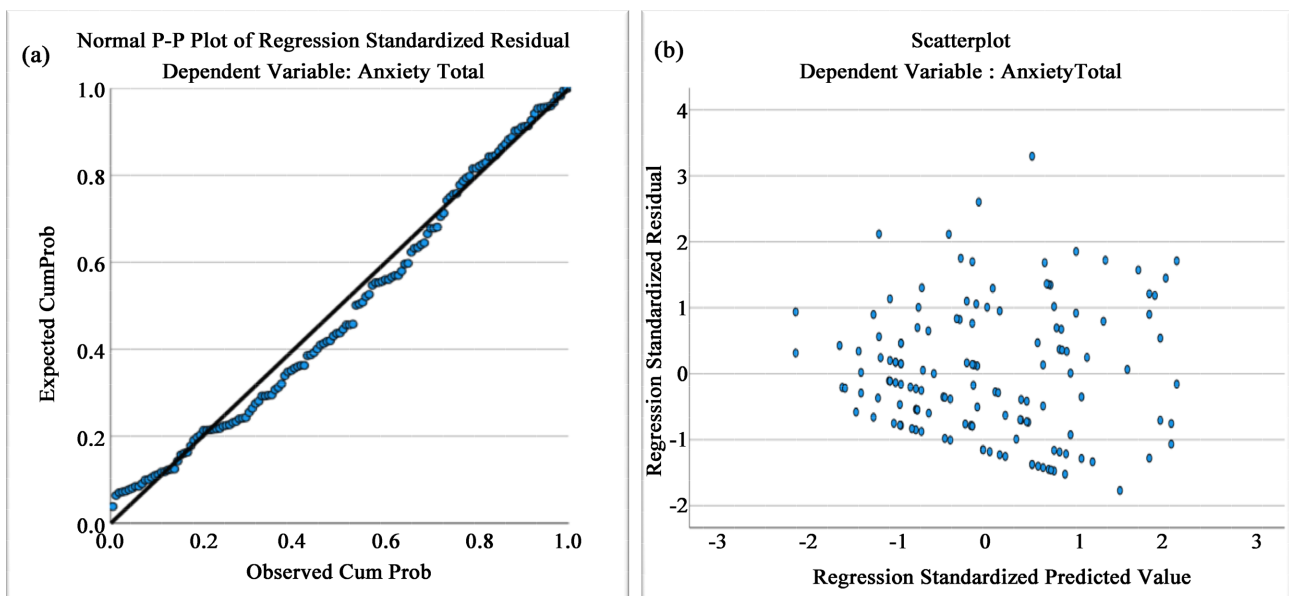 (a)
Normal P-P Plot of Regression Standardized Residual
Dependent Variable: Anxiety Total
1.0
0.8
0.6
0.4
0.2
0.0
Expected CumProb
0.0 0.2 0.4 0.6 0.8 1.0
Observed Cum Prob
(b)
Scatterplot
Dependent Variable : AnxietyTotal
4
3
2
1
0
-1
-2
Regression Standardized Residual
-3 -2 -1 0 1 2 3
Regression Standardized Predicted Value